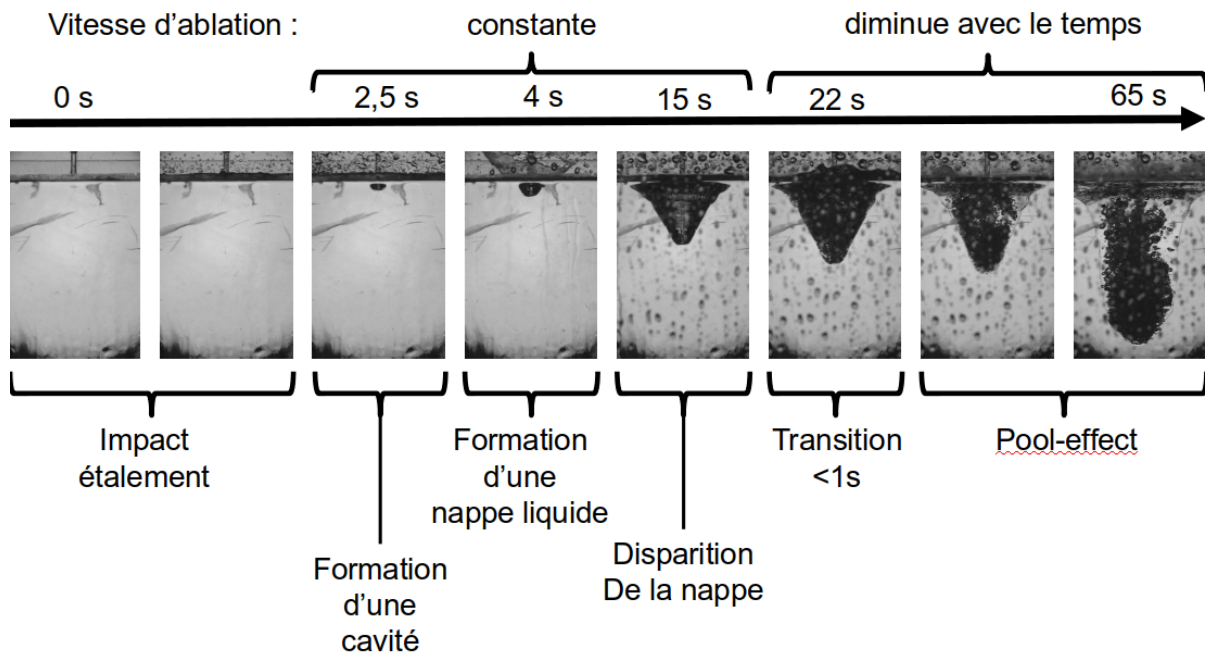 Vitesse d'ablation :
constante
diminue avec le temps
0 s
2,5 s
4 s
15 s
22 s
65 s
Impact
étalement
Formation
d'une
cavité
Formation
d'une
nappe liquide
Disparition
De la nappe
Transition
<1s
Pool-effect